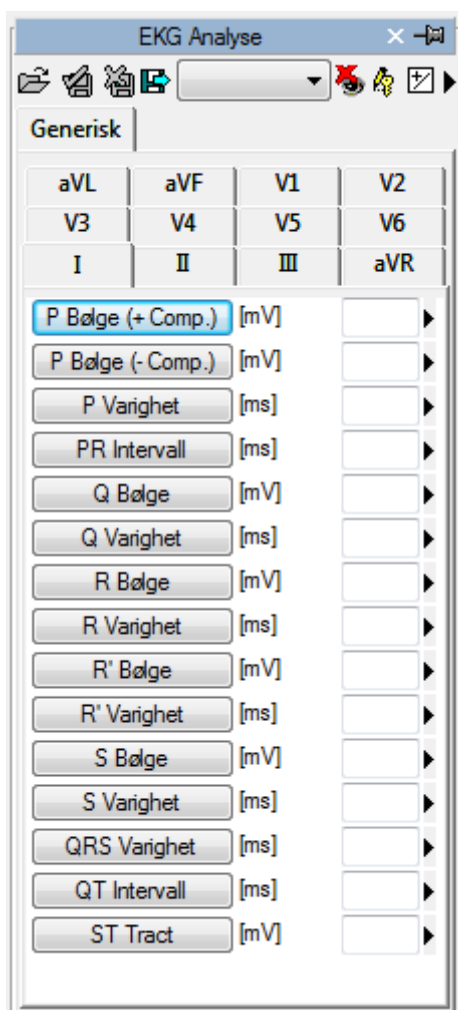 EKG Analyse
Generisk
aVL aVF V1 V2
V3 V4 V5 V6
I II III aVR
P Bølge (+ Comp.) [mV]
P Bølge (- Comp.) [mV]
P Varighet [ms]
PR Intervall [ms]
Q Bølge [mV]
Q Varighet [ms]
R Bølge [mV]
R Varighet [ms]
R' Bølge [mV]
R' Varighet [ms]
S Bølge [mV]
S Varighet [ms]
QRS Varighet [ms]
QT Intervall [ms]
ST Tract [mV]